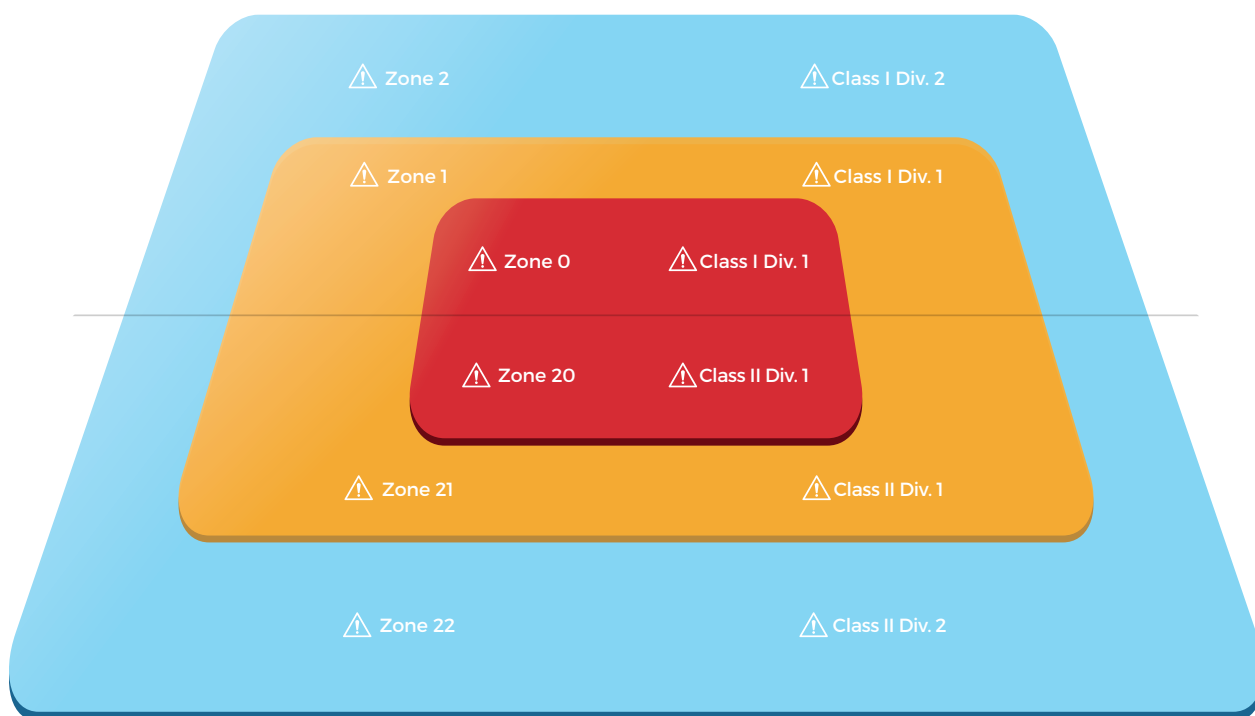 Zone 2 Class I Div. 2
Zone 1 Class I Div. 1
Zone 0 Class I Div. 1
Zone 20 Class II Div. 1
Zone 21 Class II Div. 1
Zone 22 Class II Div. 2